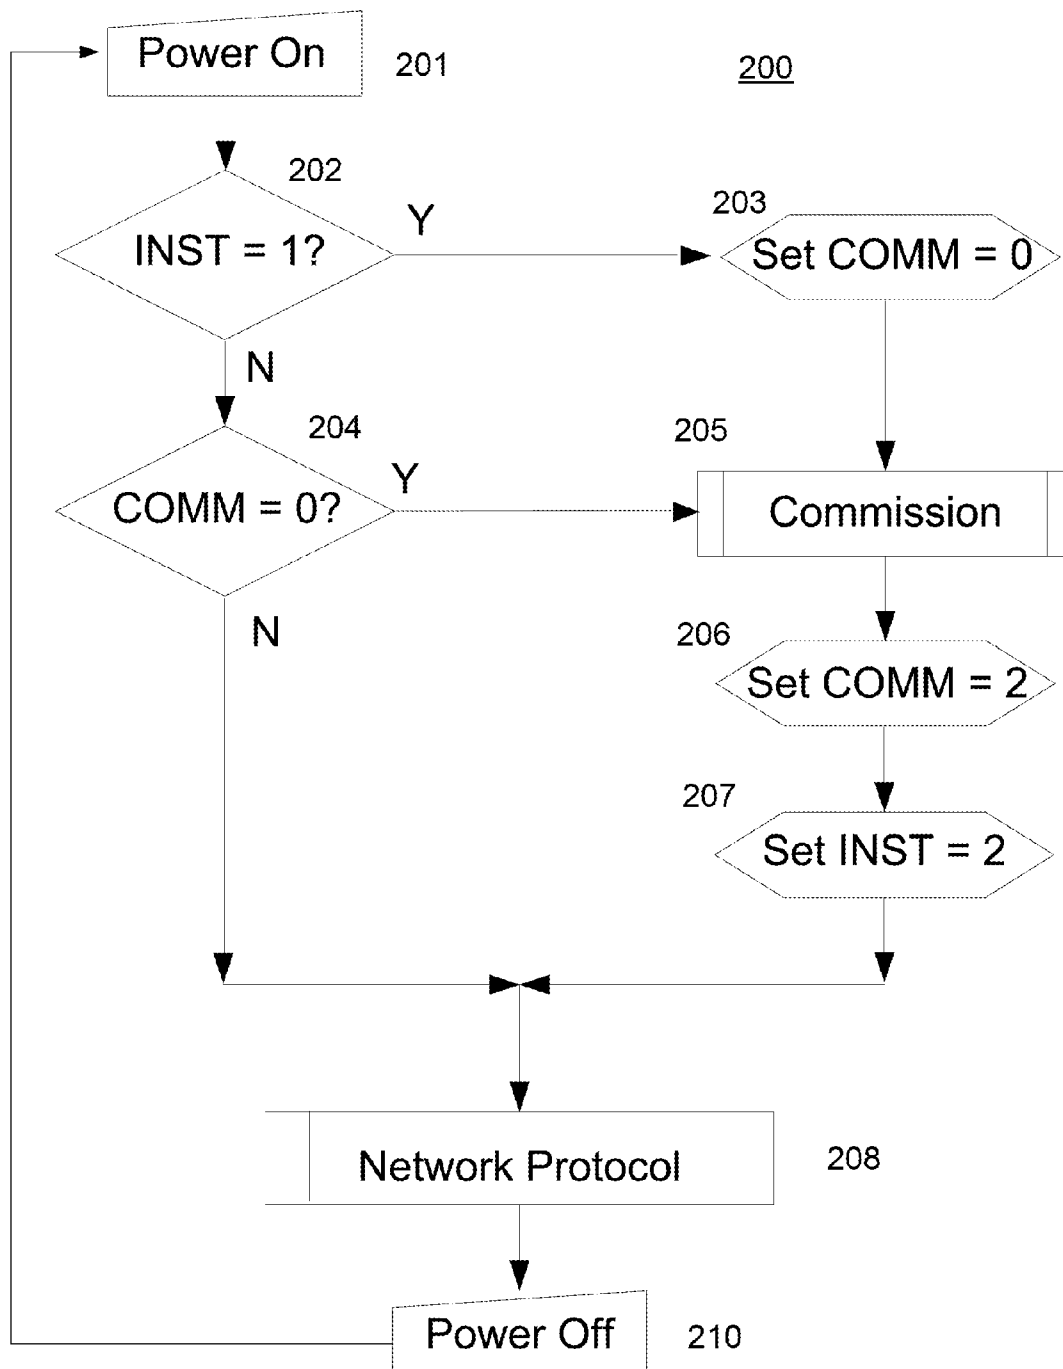 Power On
201
200
202
INST = 1?
Y
203
Set COMM = 0
N
204
COMM = 0?
Y
205
Commission
N
206
Set COMM = 2
207
Set INST = 2
Network Protocol
208
Power Off
210